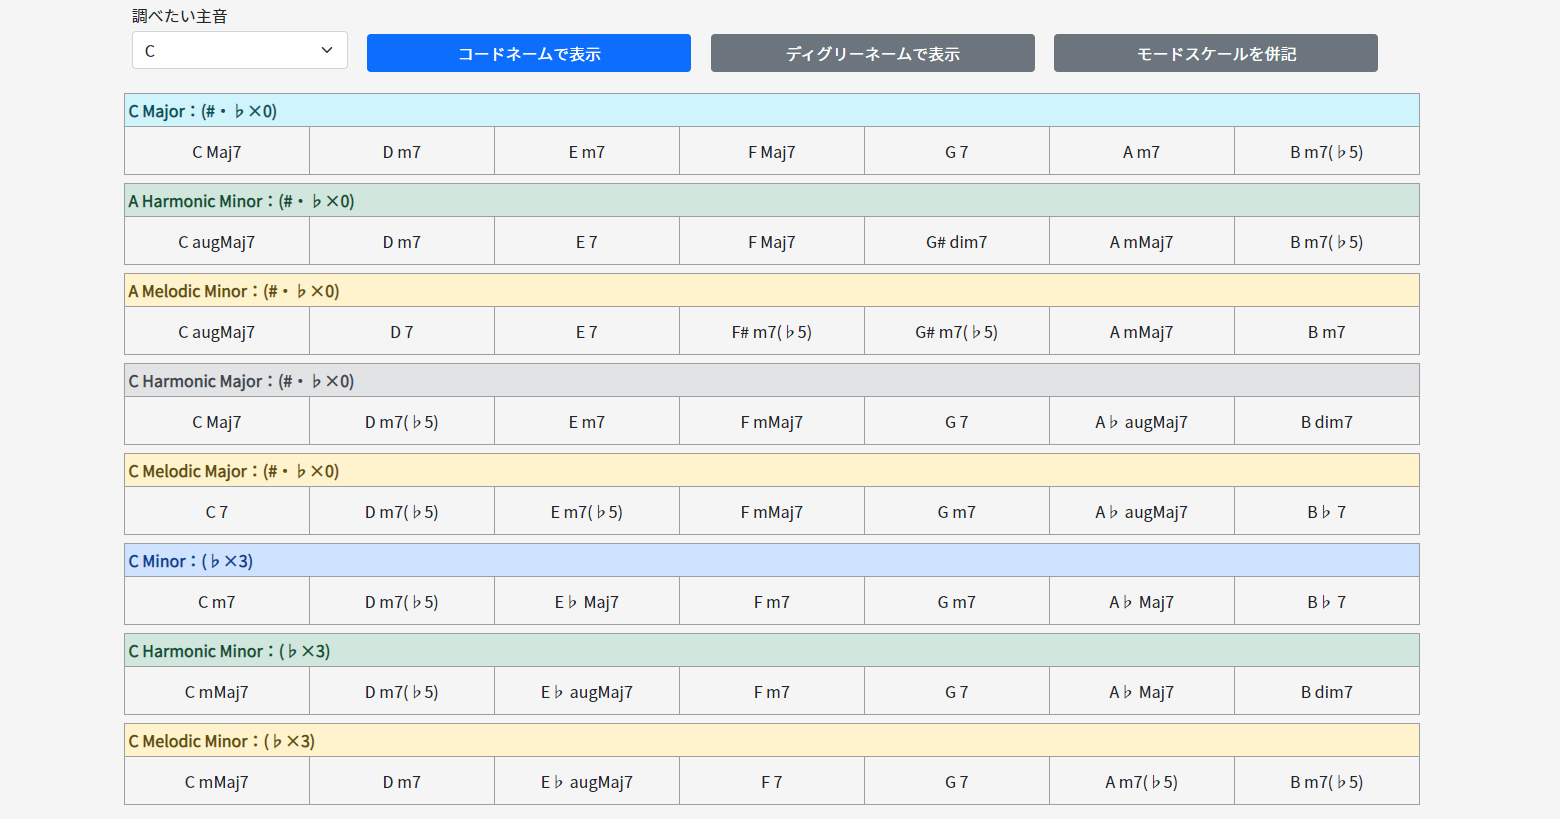 調べたい主音
C コードネームで表示 ディグリーネームで表示 モードスケールを併記
C Major：(#・♭×0)
C Maj7 D m7 E m7 F Maj7 G 7 A m7 B m7(♭5)
A Harmonic Minor：(#・♭×0)
C augMaj7 D m7 E 7 F Maj7 G# dim7 A mMaj7 B m7(♭5)
A Melodic Minor：(#・♭×0)
C augMaj7 D 7 E 7 F# m7(♭5) G# m7(♭5) A mMaj7 B m7
C Harmonic Major：(#・♭×0)
C Maj7 D m7(♭5) E m7 F mMaj7 G 7 A♭ augMaj7 B dim7
C Melodic Major：(#・♭×0)
C 7 D m7(♭5) E m7(♭5) F mMaj7 G m7 A♭ augMaj7 B♭ 7
C Minor：(♭×3)
C m7 D m7(♭5) E♭ Maj7 F m7 G m7 A♭ Maj7 B♭ 7
C Harmonic Minor：(♭×3)
C mMaj7 D m7(♭5) E♭ augMaj7 F m7 G 7 A♭ Maj7 B dim7
C Melodic Minor：(♭×3)
C mMaj7 D m7 E♭ augMaj7 F 7 G 7 A m7(♭5) B m7(♭5)